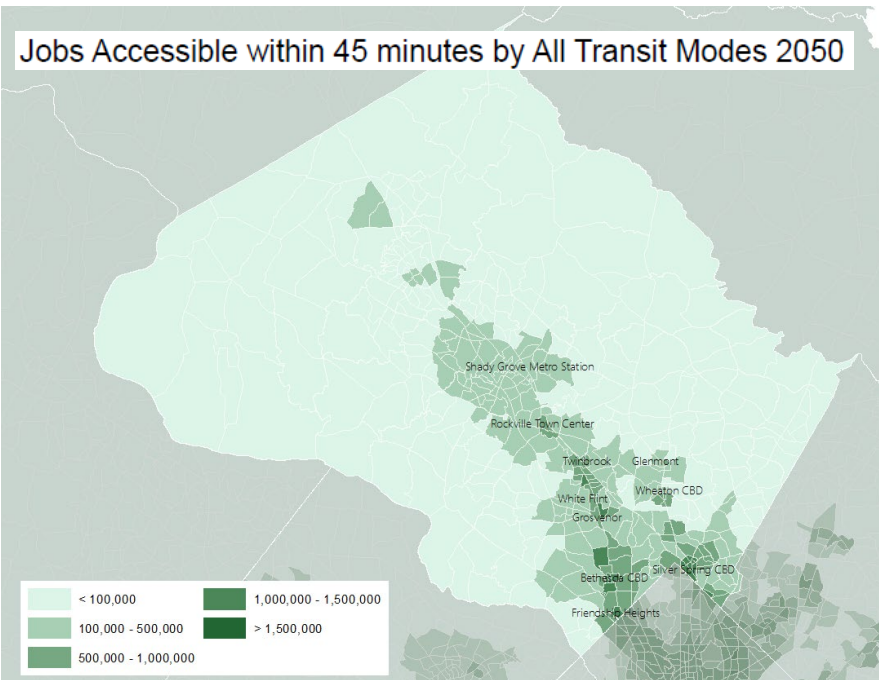 Jobs Accessible within 45 minutes by All Transit Modes 2050
Shady Grove Metro Station
Rockville Town Center
Twinbrook
Glenmont
Wheaton CBD
White Flint
Grosvenor
Silver Spring CBD
Bethesda CBD
Friendship Heights
< 100,000
100,000 - 500,000
500,000 - 1,000,000
1,000,000 - 1,500,000
> 1,500,000